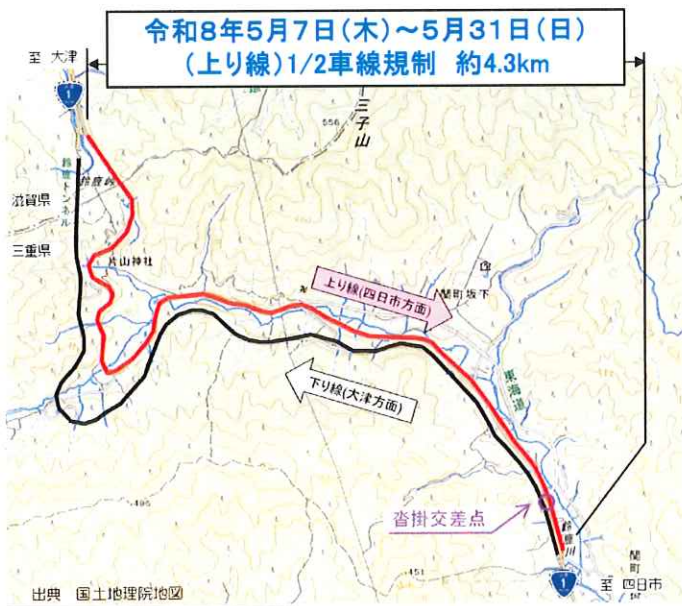 令和8年5月7日(木)～5月31日(日)
(上り線)1/2車線規制 約4.3km
至 大津
1
556
三子山
鈴鹿トンネル
鈴鹿峠
滋賀県
三重県
片山神社
上り線(四日市方面)
関町坂下
下り線(大津方面)
東海道
496
沓掛交差点
鈴鹿川
451
1
関町
至 四日市
出典 国土地理院地図